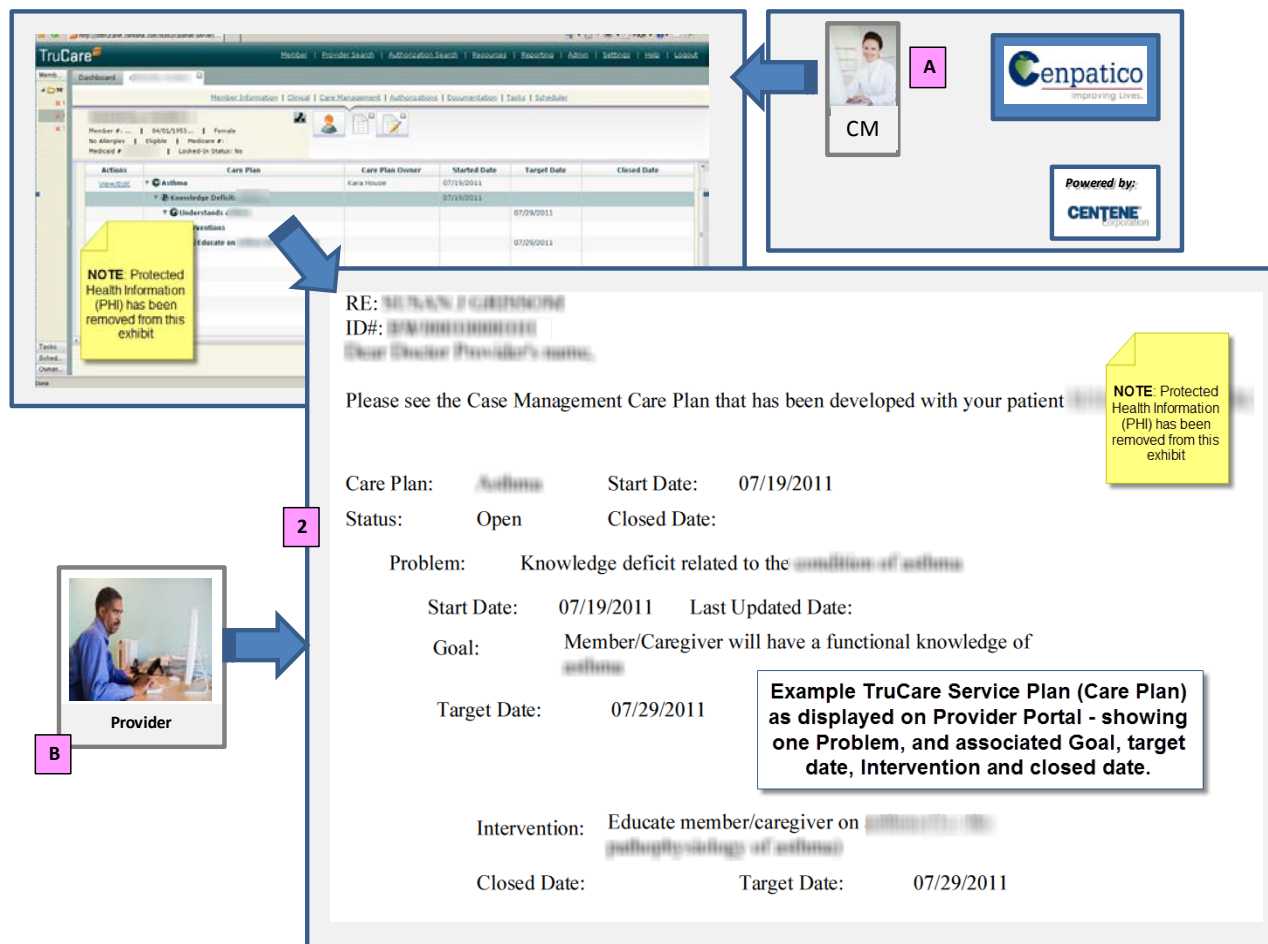 TruCare
Member | Provider Search | Authorization Search | Resources | Reporting | Admin | Settings | Help | Logout
Memb...
Dashboard
Member Information | Clinical | Care Management | Authorizations | Documentation | Tasks | Scheduler
Member #: ... | 04/01/1953... | Female
No Allergies | Eligible | Medicare #:
Medicaid # | Locked-In Status: No
Actions Care Plan Care Plan Owner Started Date Target Date Closed Date
View/Edit Asthma Kara House 07/19/2011
Knowledge Deficit: 07/19/2011
Understands 07/29/2011
Educate on 07/29/2011
NOTE: Protected
Health Information
(PHI) has been
removed from this
exhibit
Tasks
Sched...
Owner...
Done
A
CM
Cenpatico
Improving Lives.
Powered by:
CENTENE
Corporation
RE:
ID#:
Dear Doctor Provider's name,
Please see the Case Management Care Plan that has been developed with your patient
NOTE: Protected
Health Information
(PHI) has been
removed from this
exhibit
Care Plan: Start Date: 07/19/2011
2
Status: Open Closed Date:
Problem: Knowledge deficit related to the
Start Date: 07/19/2011 Last Updated Date:
Goal: Member/Caregiver will have a functional knowledge of
Target Date: 07/29/2011
Provider
B
Example TruCare Service Plan (Care Plan)
as displayed on Provider Portal - showing
one Problem, and associated Goal, target
date, Intervention and closed date.
Intervention: Educate member/caregiver on
Closed Date: Target Date: 07/29/2011